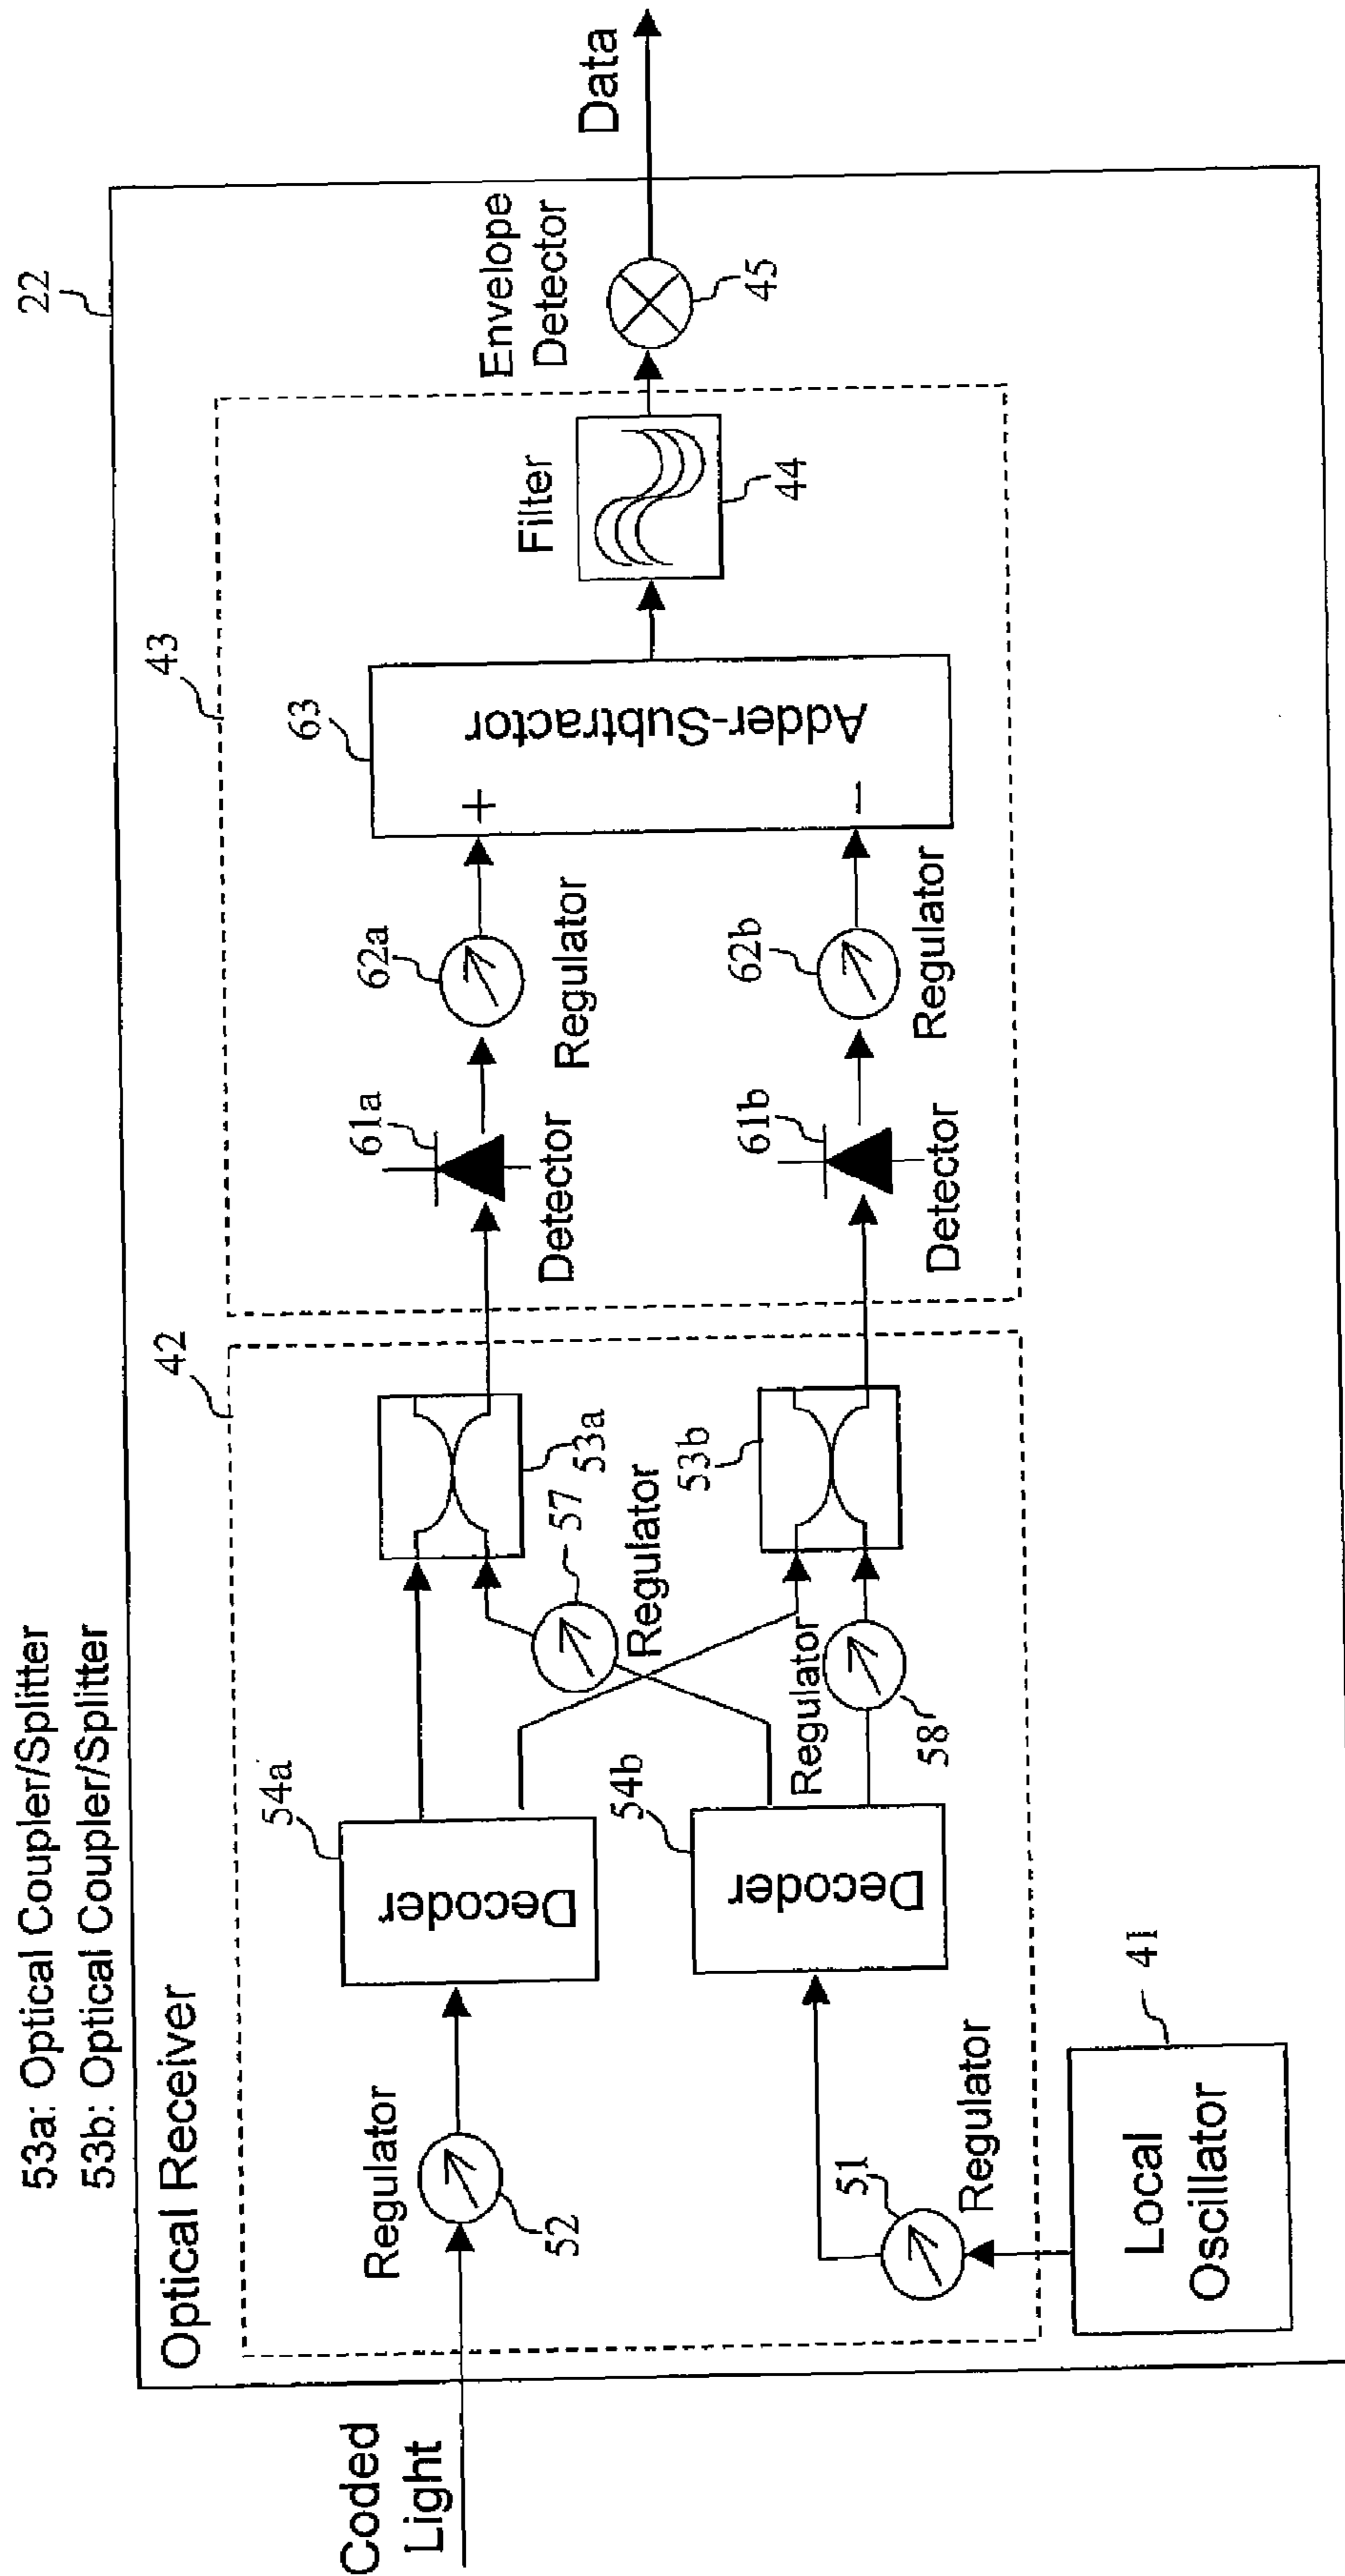 53a: Optical Coupler/Splitter
53b: Optical Coupler/Splitter
22
Optical Receiver
42
43
Coded
Light
Regulator
52
54a
Decoder
53a
57
Regulator
61a
Detector
62a
Regulator
63
+
Adder-Subtractor
−
Filter
44
Envelope
Detector
45
Data
51
Regulator
54b
Decoder
Regulator
58
53b
61b
Detector
62b
Regulator
Local
Oscillator
41